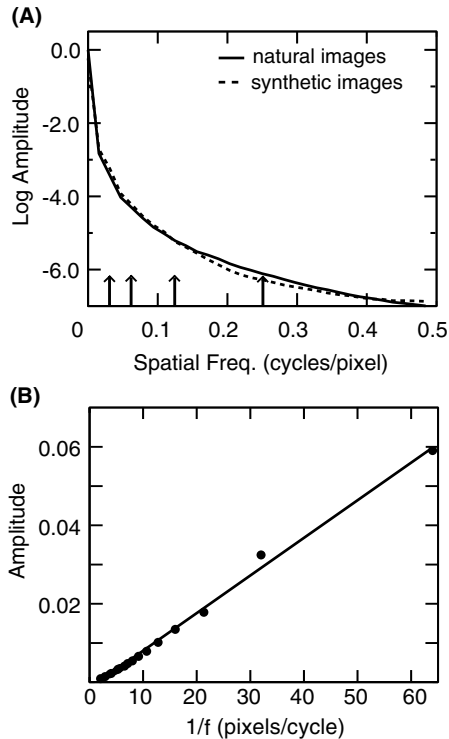 (A)
0.0
-2.0
-4.0
-6.0
Log Amplitude
natural images
synthetic images
0 0.1 0.2 0.3 0.4 0.5
Spatial Freq. (cycles/pixel)
(B)
0.06
0.04
0.02
Amplitude
0 10 20 30 40 50 60
1/f (pixels/cycle)